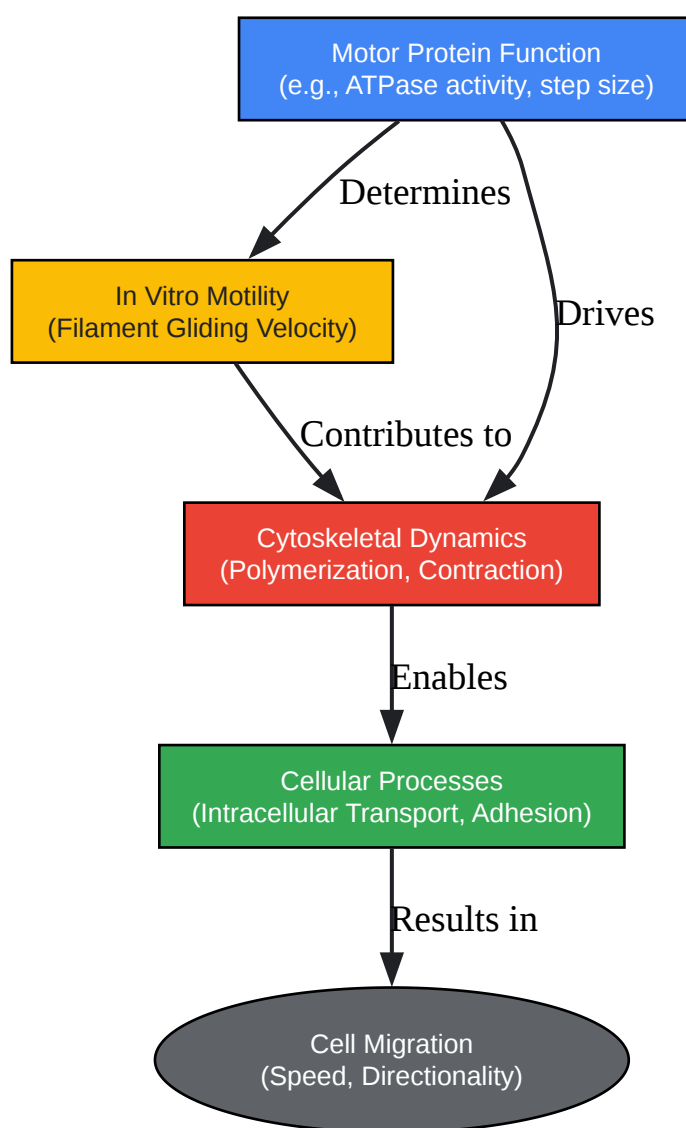 Motor Protein Function
(e.g., ATPase activity, step size)
Determines
In Vitro Motility
(Filament Gliding Velocity)
Drives
Contributes to
Cytoskeletal Dynamics
(Polymerization, Contraction)
Enables
Cellular Processes
(Intracellular Transport, Adhesion)
Results in
Cell Migration
(Speed, Directionality)